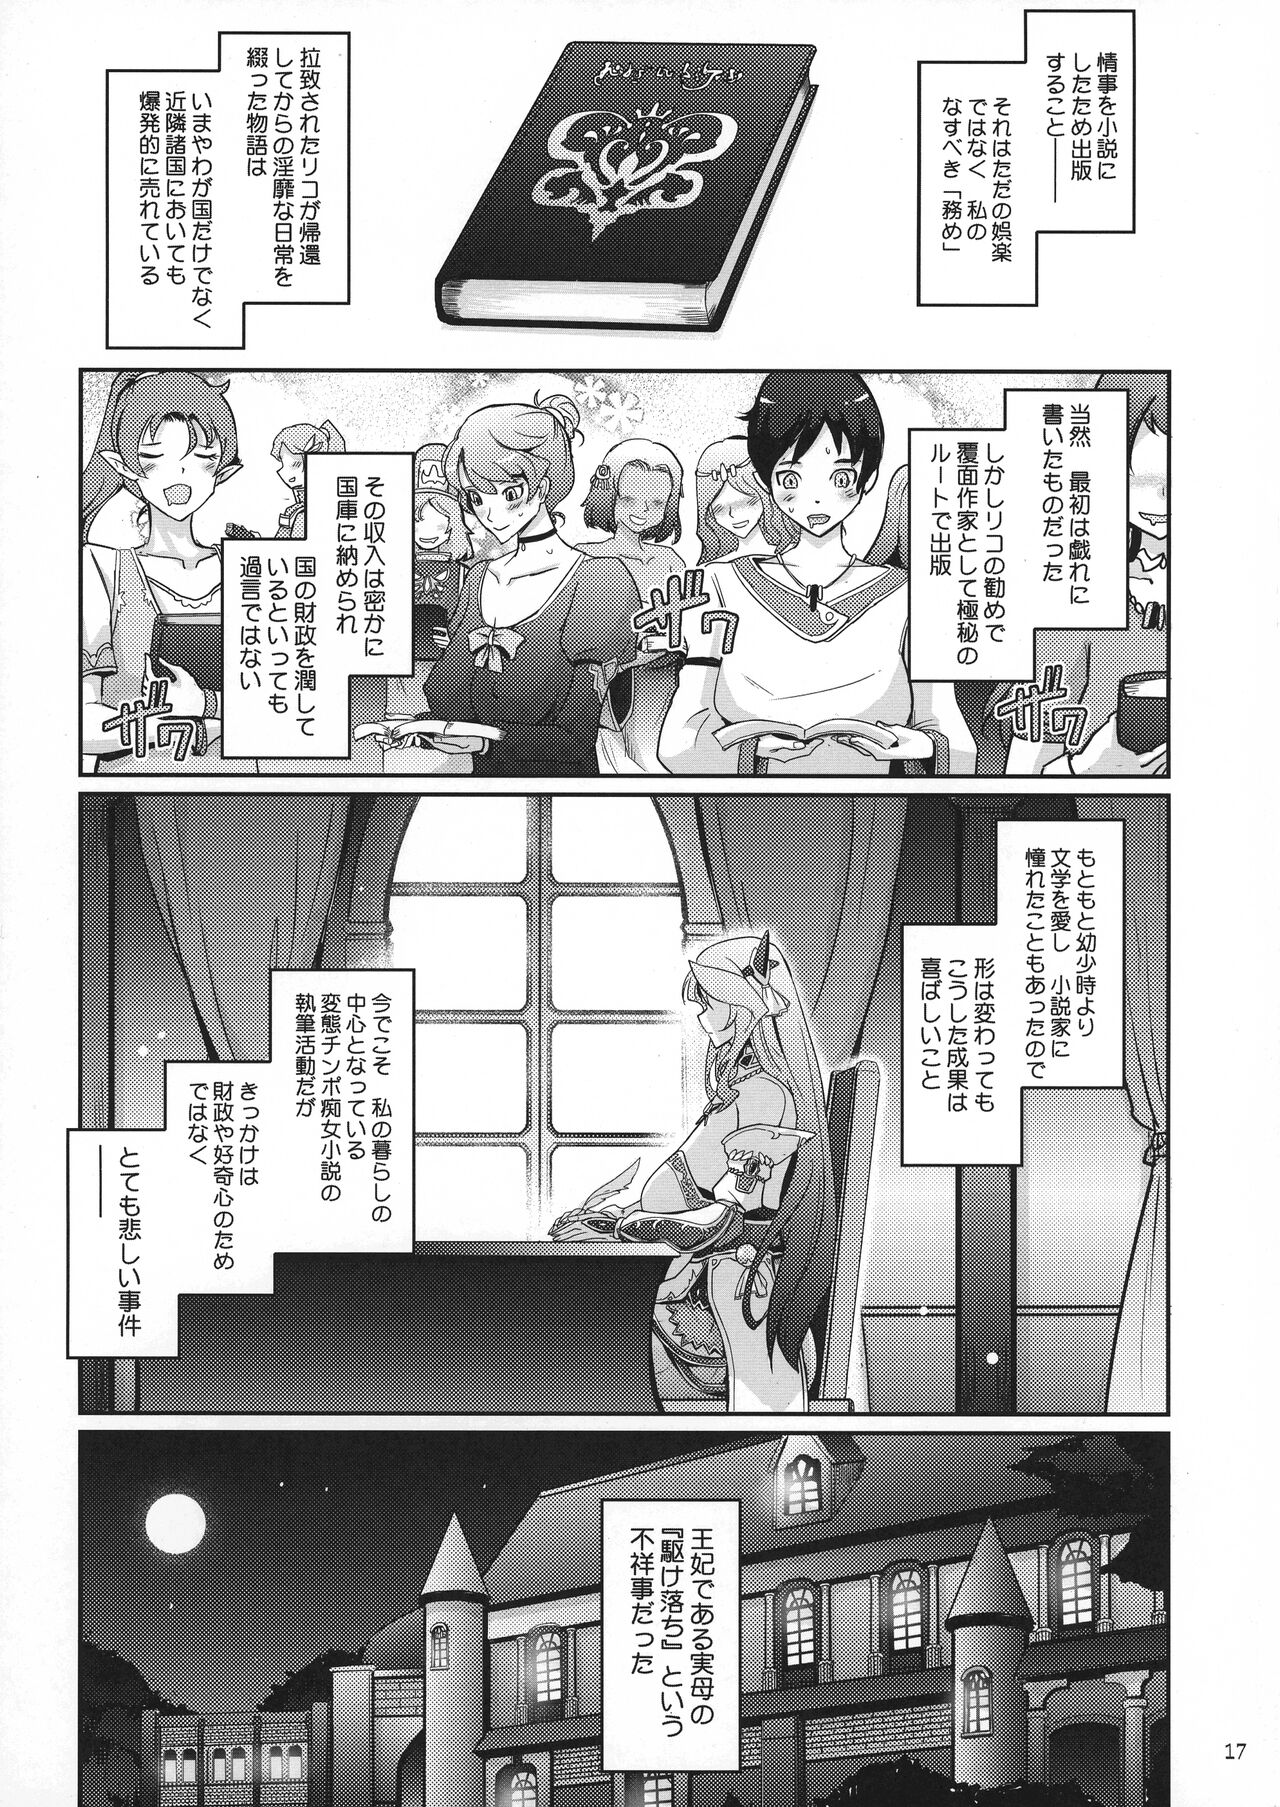 情事を小説に
したため出版
すること――
それはただの娯楽
ではなく　私の
なすべき「務め」
拉致されたリコが帰還
してからの淫靡な日常を
綴った物語は
いまやわが国だけでなく
近隣諸国においても
爆発的に売れている
当然　最初は戯れに
書いたものだった
しかしリコの勧めで
覆面作家として極秘の
ルートで出版
その収入は密かに
国庫に納められ
国の財政を潤して
いるといっても
過言ではない
ザワ
ザワ
ザワ
もともと幼少時より
文学を愛し　小説家に
憧れたこともあったので
形は変わっても
こうした成果は
喜ばしいこと
今でこそ　私の暮らしの
中心となっている
変態チンポ痴女小説の
執筆活動だが
きっかけは
財政や好奇心のため
ではなく
とても悲しい事件
――
王妃である実母の
『駆け落ち』という
不祥事だった
17